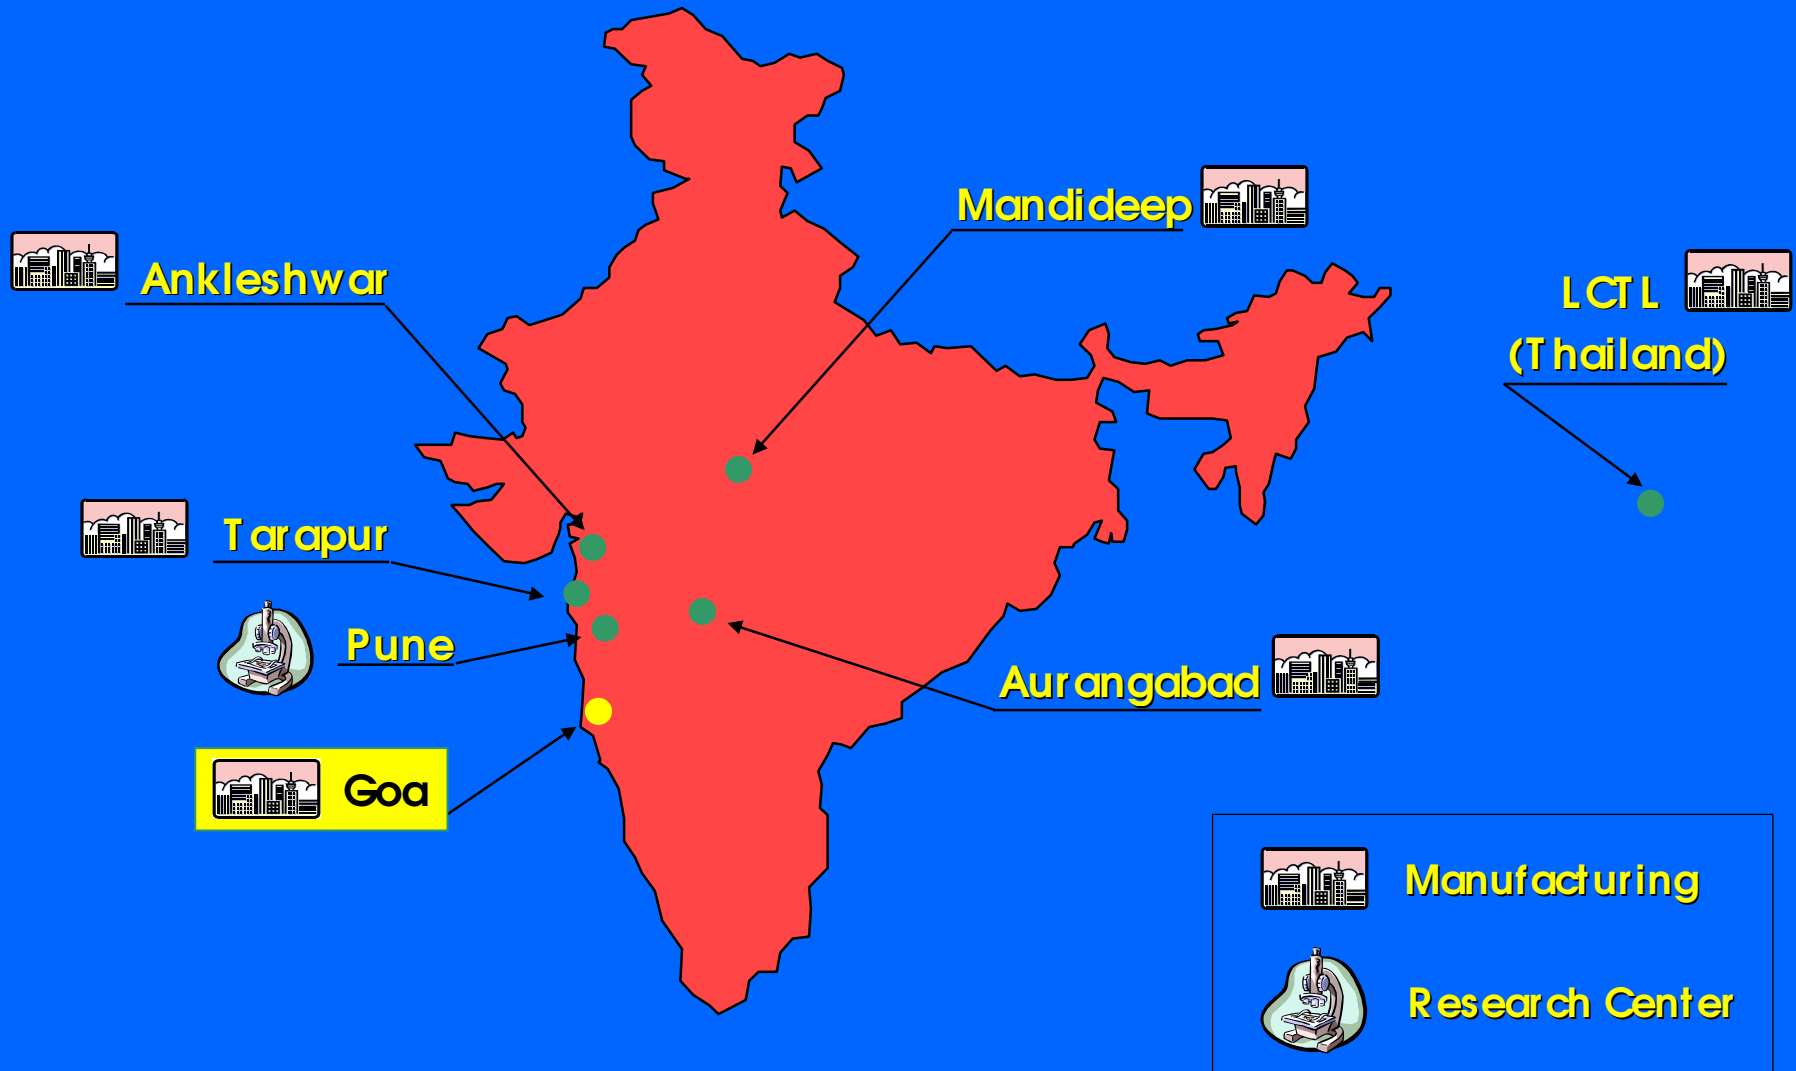 Mandideep
Ankleshwar
LCTL
(Thailand)
Tarapur
Pune
Aurangabad
Goa
Manufacturing
Research Center